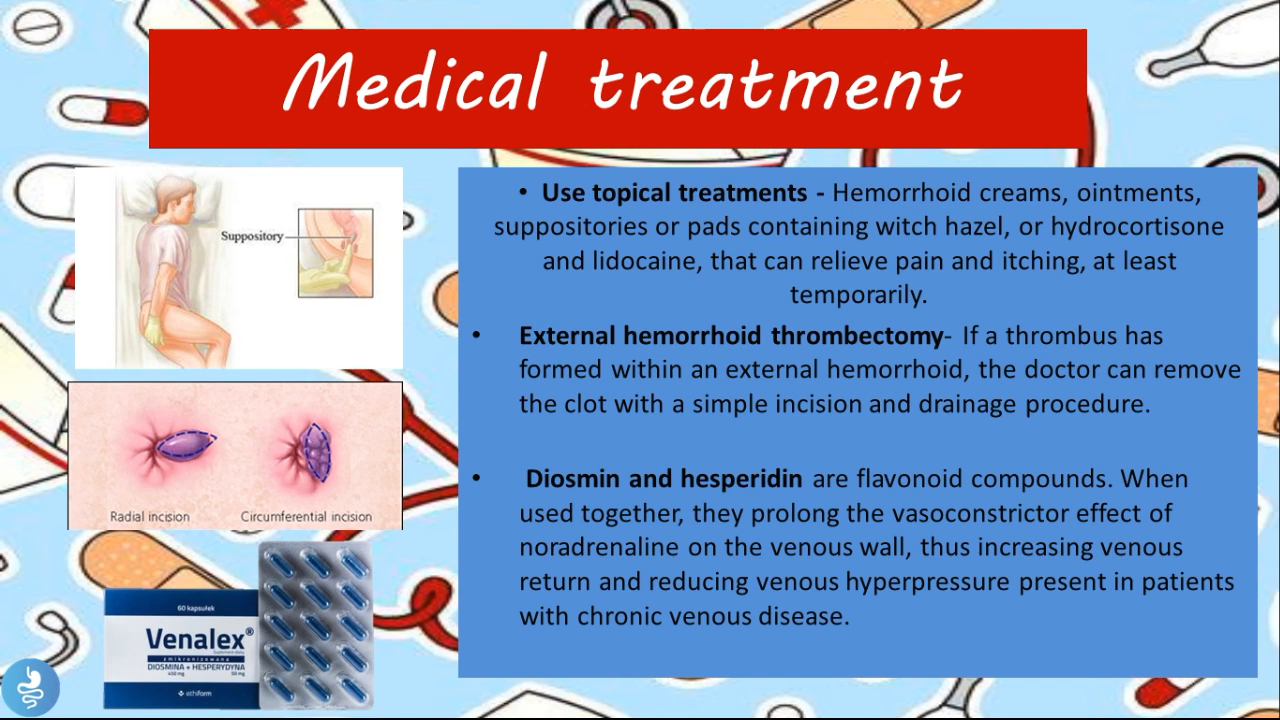 Medical treatment
Suppository
Radial incision Circumferential incision
60 kapsułek
Venalex®
Suplement diety
zmikronizowana
DIOSMINA + HESPERYDYNA
450 mg 50 mg
ethifarm
• Use topical treatments - Hemorrhoid creams, ointments,
suppositories or pads containing witch hazel, or hydrocortisone
and lidocaine, that can relieve pain and itching, at least
temporarily.
• External hemorrhoid thrombectomy- If a thrombus has
formed within an external hemorrhoid, the doctor can remove
the clot with a simple incision and drainage procedure.
• Diosmin and hesperidin are flavonoid compounds. When
used together, they prolong the vasoconstrictor effect of
noradrenaline on the venous wall, thus increasing venous
return and reducing venous hyperpressure present in patients
with chronic venous disease.